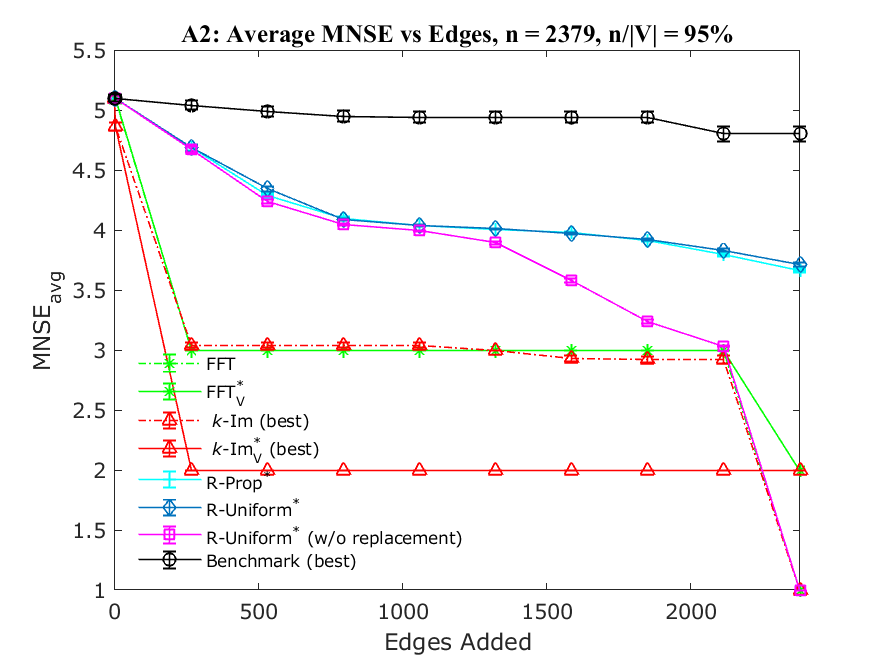 A2: Average MNSE vs Edges, n = 2379, n/|V| = 95%
5.5
5
4.5
4
3.5
3
2.5
2
1.5
1
MNSE_avg
FFT
FFT*_V
k-Im (best)
k-Im*_V (best)
R-Prop*
R-Uniform*
R-Uniform* (w/o replacement)
Benchmark (best)
0
500
1000
1500
2000
Edges Added